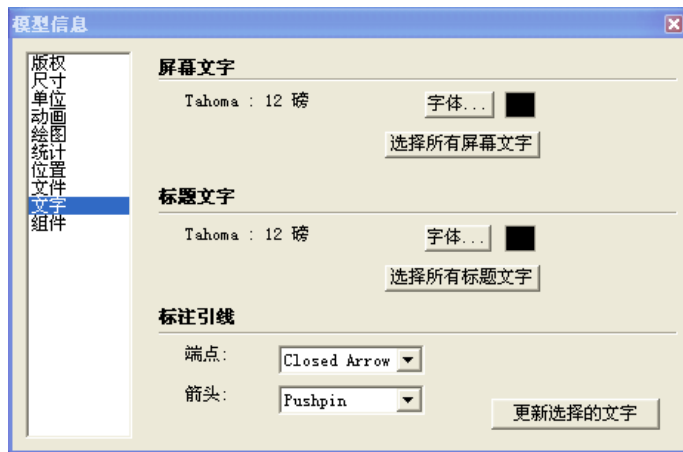 模型信息
版权
尺寸
单位
动画
绘图
统计
位置
文件
文字
组件
屏幕文字
Tahoma : 12 磅
字体...
选择所有屏幕文字
标题文字
Tahoma : 12 磅
字体...
选择所有标题文字
标注引线
端点:
Closed Arrow
箭头:
Pushpin
更新选择的文字